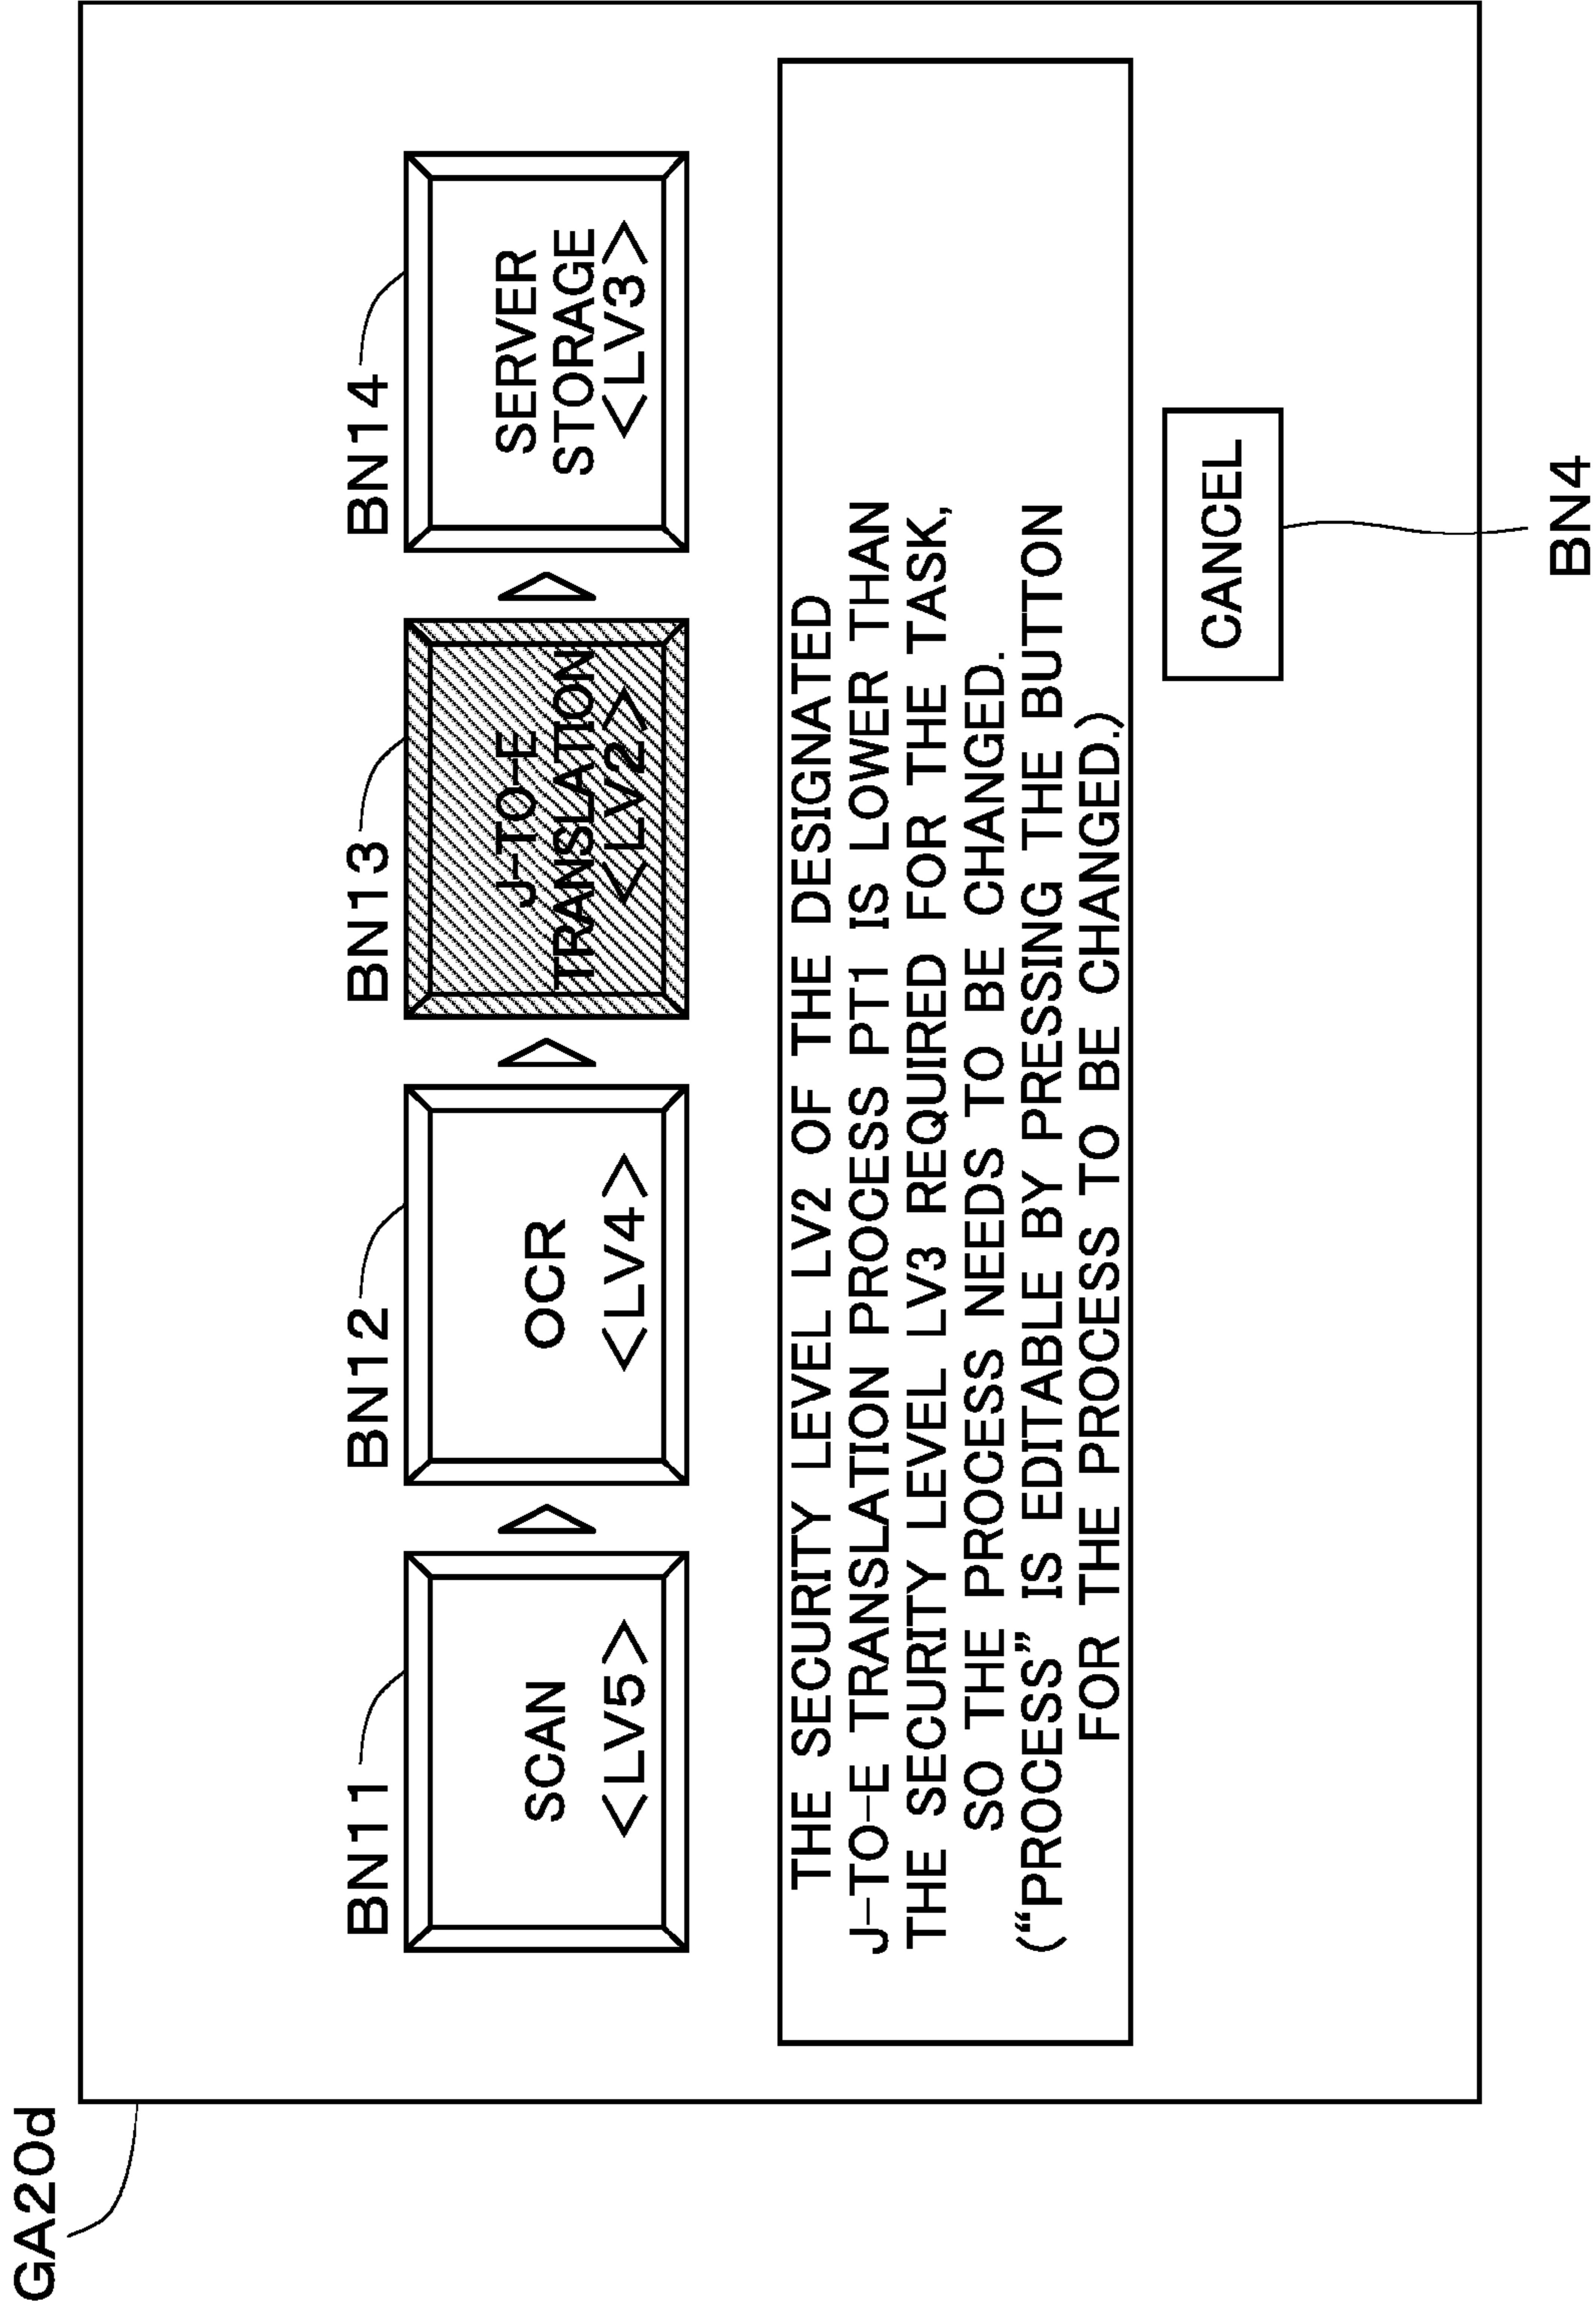 GA20d
BN11
BN12
BN13
BN14
SCAN
<LV5>
OCR
<LV4>
J-TO-E
TRANSLATION
<LV2>
SERVER
STORAGE
<LV3>
THE SECURITY LEVEL LV2 OF THE DESIGNATED
J-TO-E TRANSLATION PROCESS PT1 IS LOWER THAN
THE SECURITY LEVEL LV3 REQUIRED FOR THE TASK,
SO THE PROCESS NEEDS TO BE CHANGED.
(“PROCESS” IS EDITABLE BY PRESSING THE BUTTON
FOR THE PROCESS TO BE CHANGED.)
CANCEL
BN4